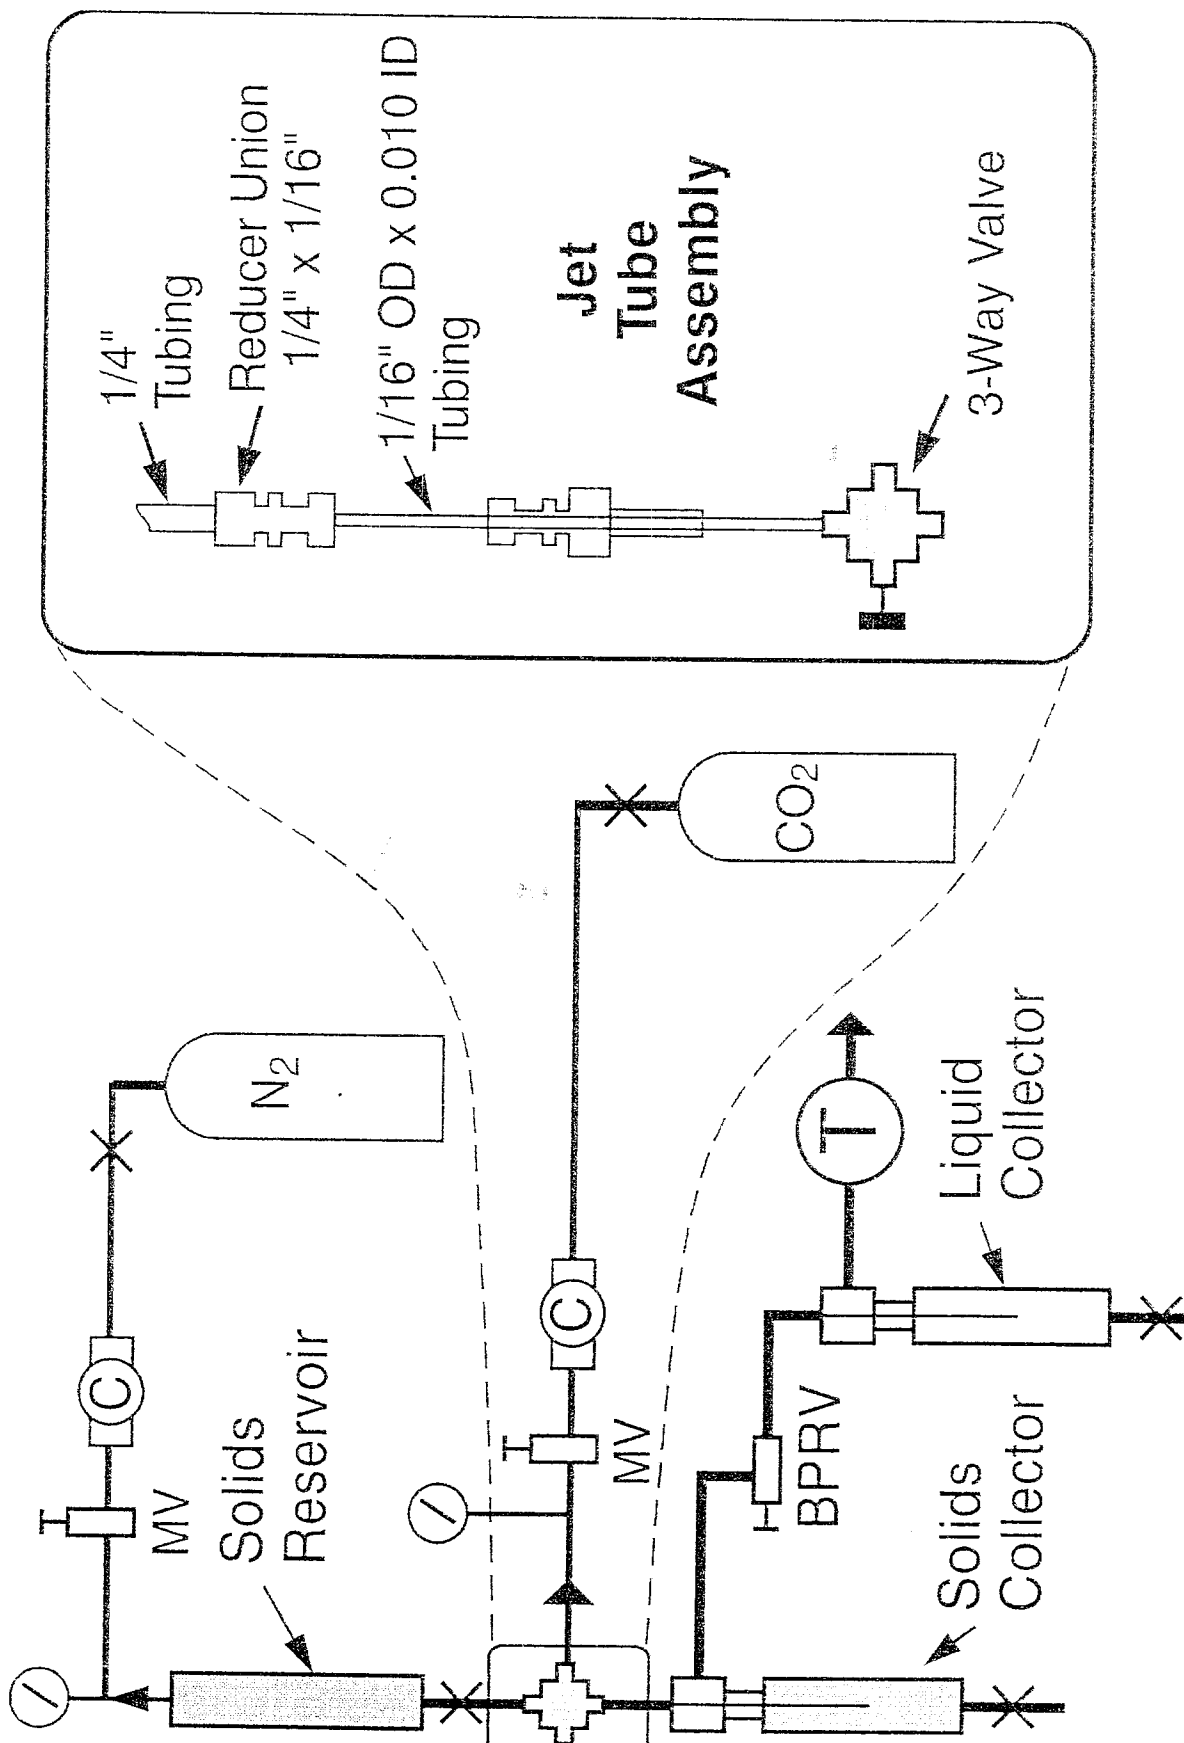 1/4"
Tubing
Reducer Union
1/4" x 1/16"
1/16" OD x 0.010 ID
Tubing
Jet
Tube
Assembly
3-Way Valve
N2
C
MV
Solids
Reservoir
CO2
C
MV
BPRV
T
Liquid
Collector
Solids
Collector